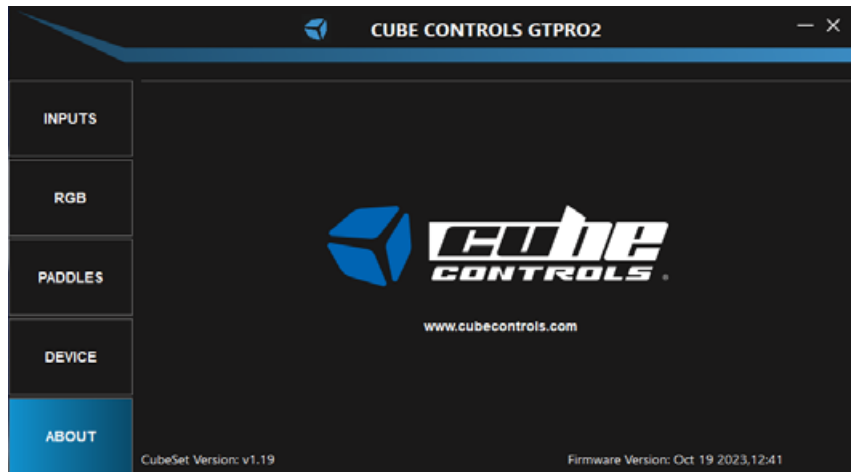 CUBE CONTROLS GTPRO2
INPUTS
RGB
PADDLES
DEVICE
ABOUT
cube
CONTROLS
www.cubecontrols.com
CubeSet Version: v1.19
Firmware Version: Oct 19 2023,12:41